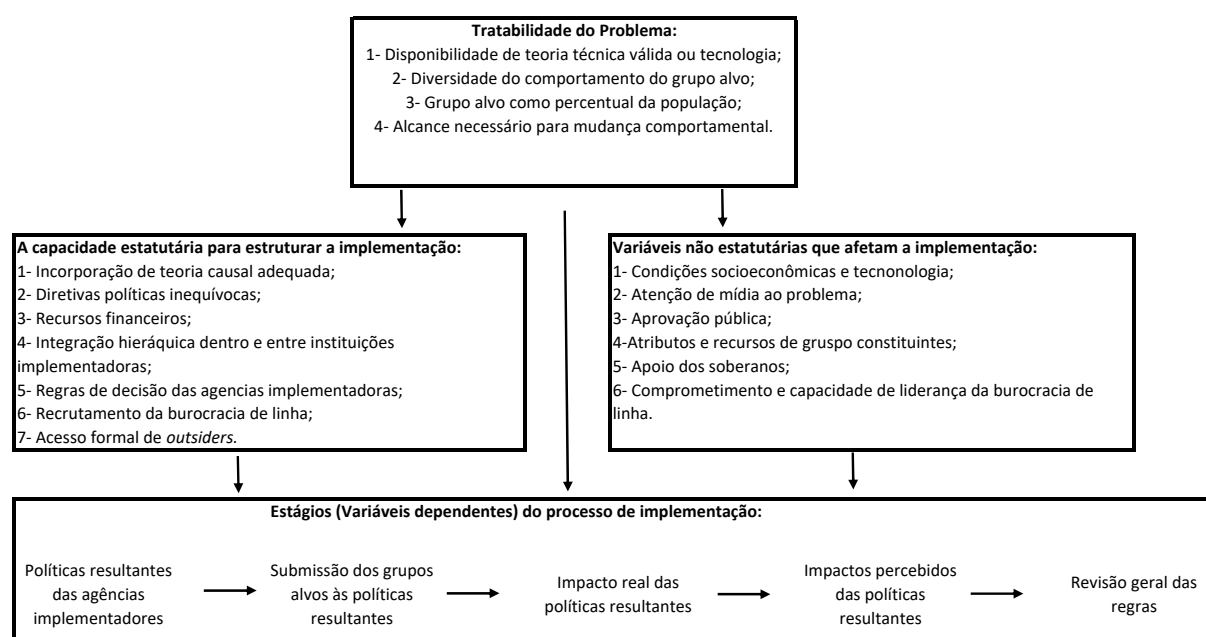 Tratabilidade do Problema:
1- Disponibilidade de teoria técnica válida ou tecnologia;
2- Diversidade do comportamento do grupo alvo;
3- Grupo alvo como percentual da população;
4- Alcance necessário para mudança comportamental.
A capacidade estatutária para estruturar a implementação:
1- Incorporação de teoria causal adequada;
2- Diretivas políticas inequívocas;
3- Recursos financeiros;
4- Integração hieráquica dentro e entre instituições
implementadoras;
5- Regras de decisão das agencias implementadoras;
6- Recrutamento da burocracia de linha;
7- Acesso formal de outsiders.
Variáveis não estatutárias que afetam a implementação:
1- Condições socioeconômicas e tecnonologia;
2- Atenção de mídia ao problema;
3- Aprovação pública;
4-Atributos e recursos de gruspo constituintes;
5- Apoio dos soberanos;
6- Comprometimento e capacidade de liderança da burocracia de
linha.
Estágios (Variáveis dependentes) do processo de implementação:
Políticas resultantes
das agências
implementadores
Submissão dos grupos
alvos às políticas
resultantes
Impacto real das
políticas resultantes
Impactos percebidos
das políticas
resultantes
Revisão geral das
regras